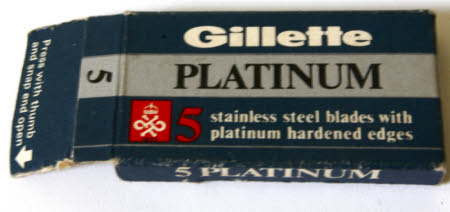 Gillette
PLATINUM
5 stainless steel blades with
platinum hardened edges
5 PLATINUM
5
Press with thumb
and snap end open